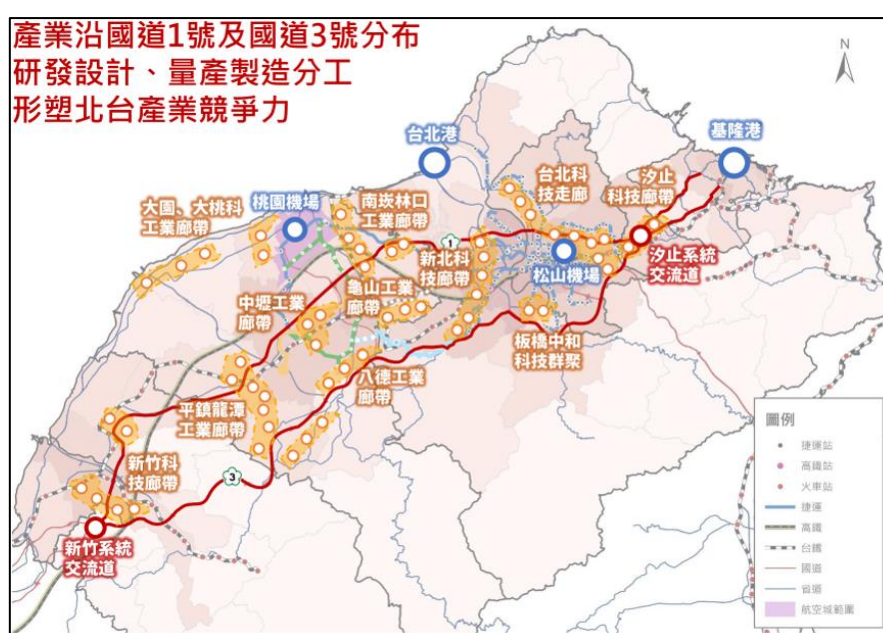 產業沿國道1號及國道3號分布
研發設計、量產製造分工
形塑北台產業競爭力
N
台北港
基隆港
台北科
技走廊
汐止
科技廊帶
大園、大桃科
工業廊帶
桃園機場
南崁林口
工業廊帶
1
新北科
技廊帶
松山機場
汐止系統
交流道
中壢工業
廊帶
龜山工業
廊帶
板橋中和
科技群聚
八德工業
廊帶
平鎮龍潭
工業廊帶
新竹科
技廊帶
3
新竹系統
交流道
圖例
捷運站
高鐵站
火車站
捷運
高鐵
台鐵
國道
省道
航空城範圍